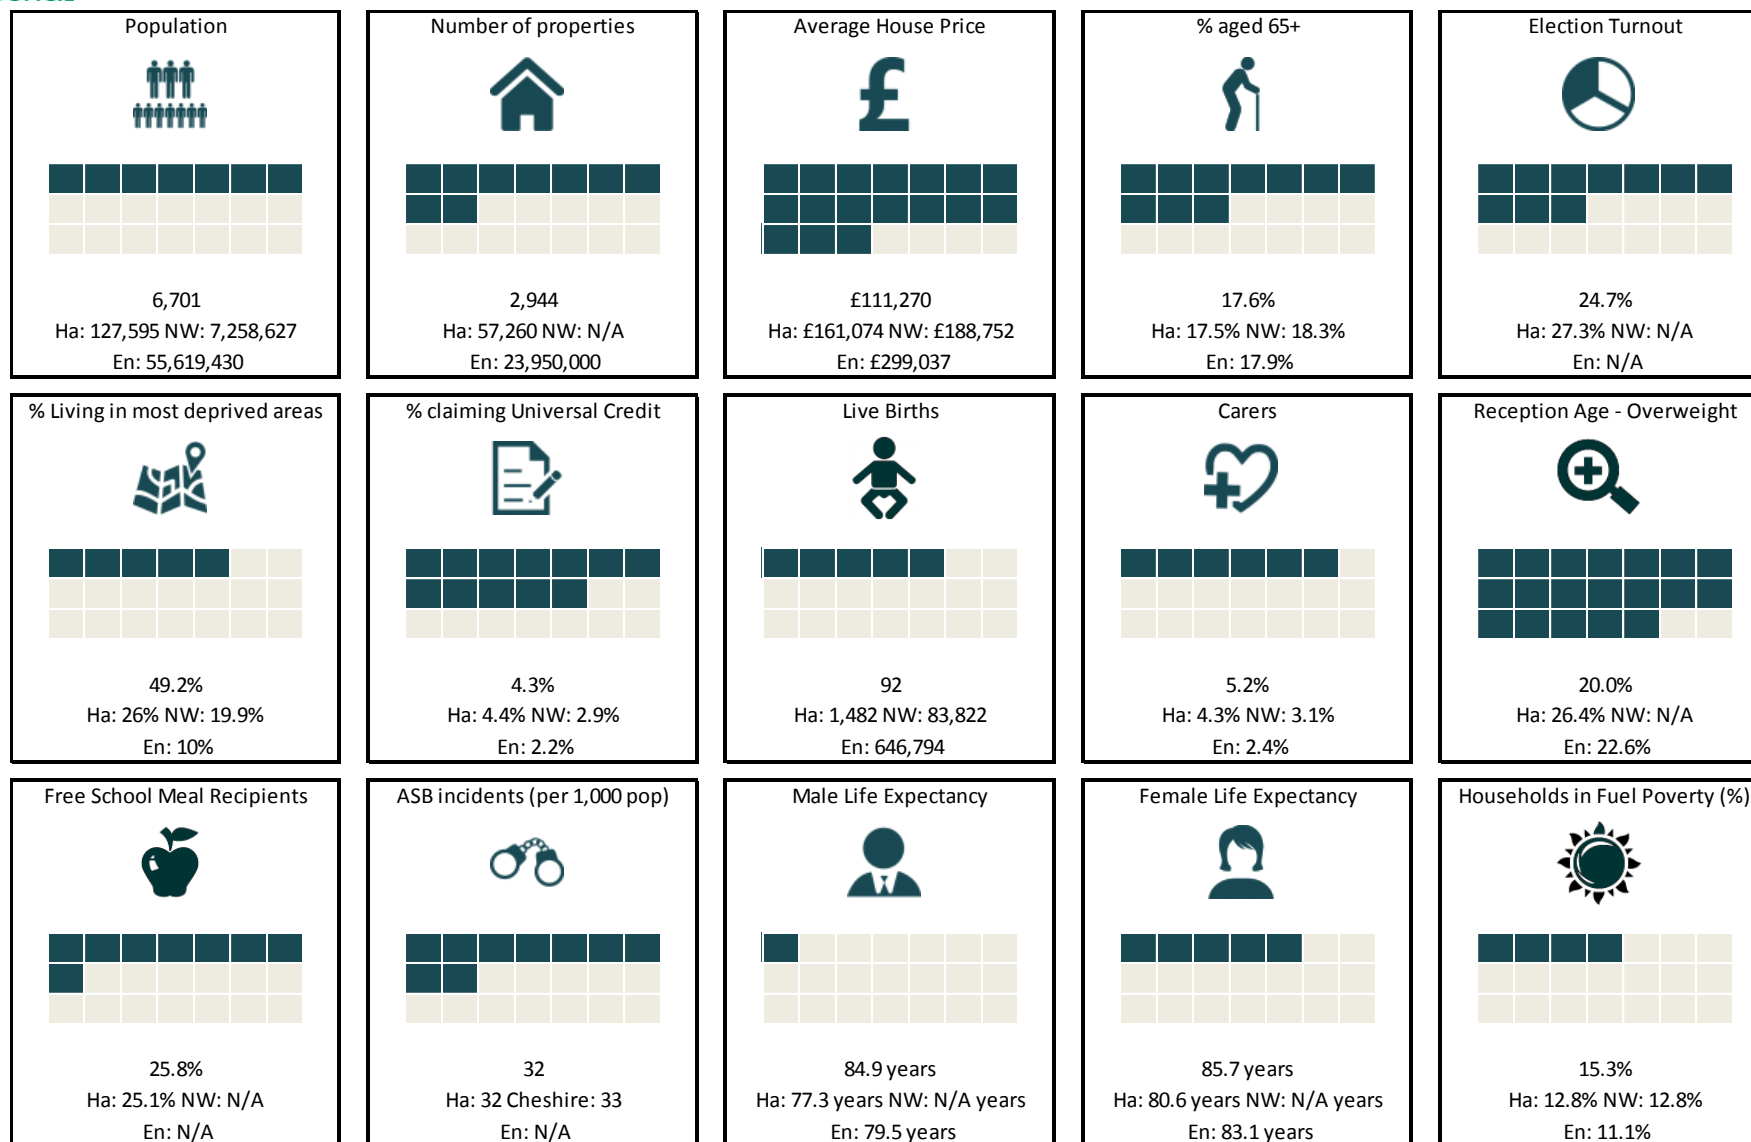 Population
6,701
Ha: 127,595 NW: 7,258,627
En: 55,619,430
Number of properties
2,944
Ha: 57,260 NW: N/A
En: 23,950,000
Average House Price
£
£111,270
Ha: £161,074 NW: £188,752
En: £299,037
% aged 65+
17.6%
Ha: 17.5% NW: 18.3%
En: 17.9%
Election Turnout
24.7%
Ha: 27.3% NW: N/A
En: N/A
% Living in most deprived areas
49.2%
Ha: 26% NW: 19.9%
En: 10%
% claiming Universal Credit
4.3%
Ha: 4.4% NW: 2.9%
En: 2.2%
Live Births
92
Ha: 1,482 NW: 83,822
En: 646,794
Carers
5.2%
Ha: 4.3% NW: 3.1%
En: 2.4%
Reception Age - Overweight
20.0%
Ha: 26.4% NW: N/A
En: 22.6%
Free School Meal Recipients
25.8%
Ha: 25.1% NW: N/A
En: N/A
ASB incidents (per 1,000 pop)
32
Ha: 32 Cheshire: 33
En: N/A
Male Life Expectancy
84.9 years
Ha: 77.3 years NW: N/A years
En: 79.5 years
Female Life Expectancy
85.7 years
Ha: 80.6 years NW: N/A years
En: 83.1 years
Households in Fuel Poverty (%)
15.3%
Ha: 12.8% NW: 12.8%
En: 11.1%